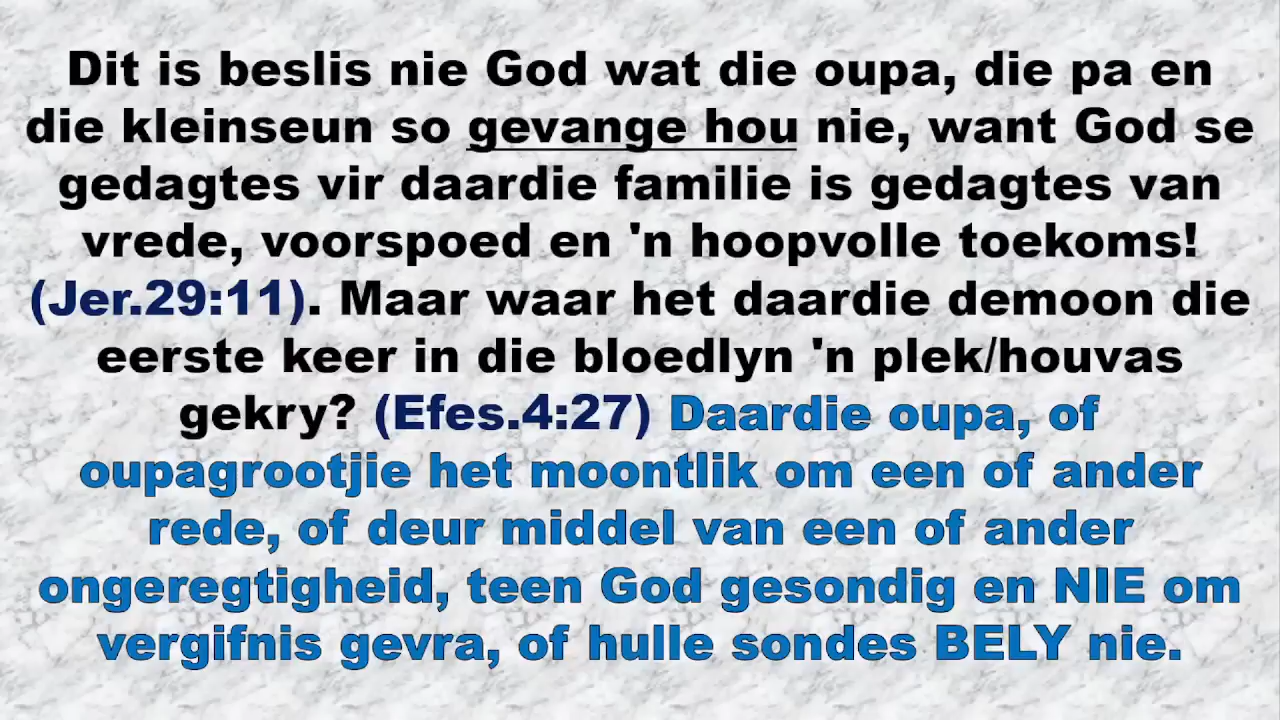 Dit is beslis nie God wat die oupa, die pa en
die kleinseun so gevange hou nie, want God se
gedagtes vir daardie familie is gedagtes van
vrede, voorspoed en 'n hoopvolle toekoms!
(Jer.29:11). Maar waar het daardie demoon die
eerste keer in die bloedlyn 'n plek/houvas
gekry? (Efes.4:27) Daardie oupa, of
oupagrootjie het moontlik om een of ander
rede, of deur middel van een of ander
ongeregtigheid, teen God gesondig en NIE om
vergifnis gevra, of hulle sondes BELY nie.